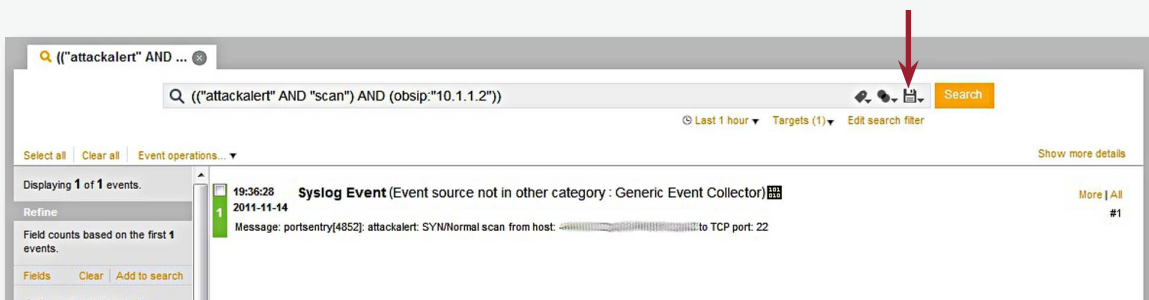 (("attackalert" AND ...
(("attackalert" AND "scan") AND (obsip:"10.1.1.2"))
Search
Last 1 hour Targets (1) Edit search filter
Select all Clear all Event operations...
Show more details
Displaying 1 of 1 events.
Refine
Field counts based on the first 1
events.
Fields Clear Add to search
1
19:36:28
2011-11-14
Syslog Event (Event source not in other category : Generic Event Collector)
Message: portsentry[4852]: attackalert: SYN/Normal scan from host: to TCP port: 22
More | All
#1